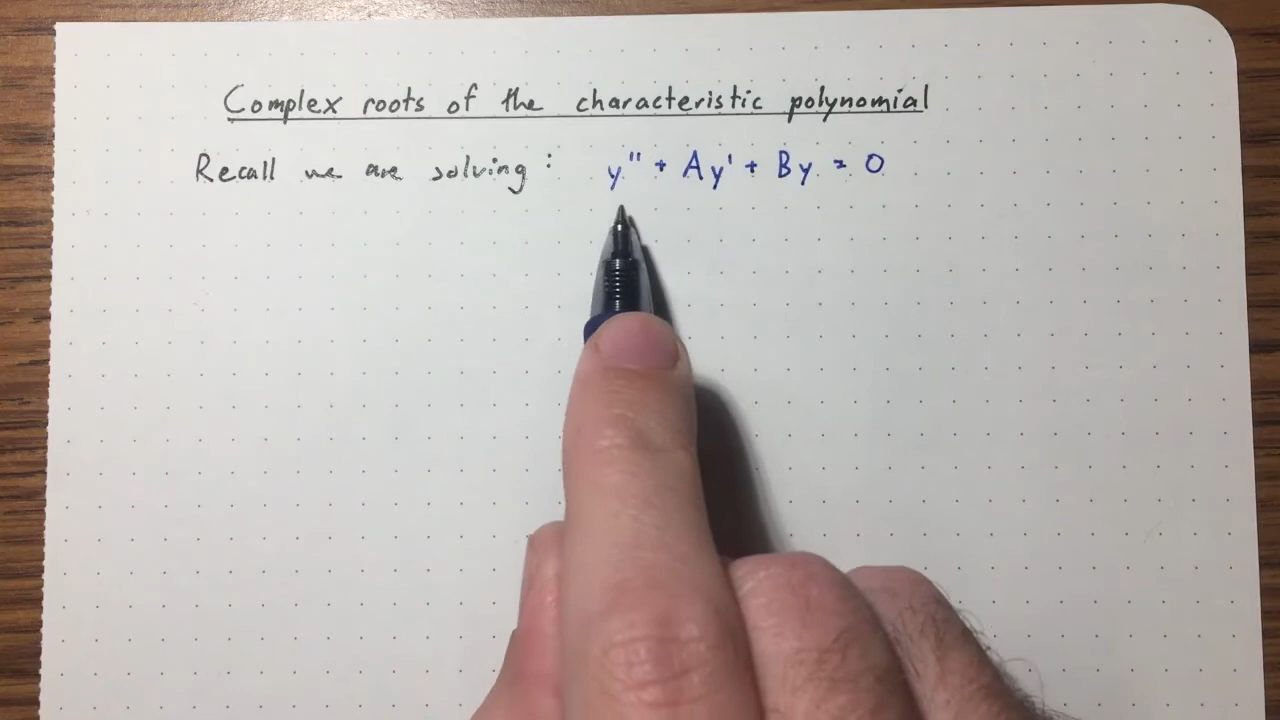 Complex roots of the characteristic polynomial
Recall we are solving: y'' + Ay' + By = 0